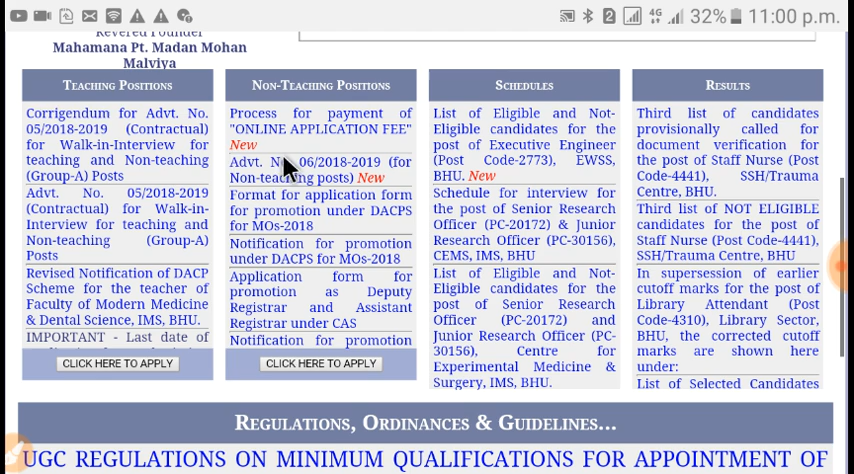 4G 32% 11:00 p.m.
Revered Founder
Mahamana Pt. Madan Mohan
Malviya
TEACHING POSITIONS
Corrigendum for Advt. No.
05/2018-2019 (Contractual)
for Walk-in-Interview for
teaching and Non-teaching
(Group-A) Posts
Advt. No. 05/2018-2019
(Contractual) for Walk-in-
Interview for teaching and
Non-teaching (Group-A)
Posts
Revised Notification of DACP
Scheme for the teacher of
Faculty of Modern Medicine
& Dental Science, IMS, BHU.
IMPORTANT - Last date of
CLICK HERE TO APPLY
NON-TEACHING POSITIONS
Process for payment of
"ONLINE APPLICATION FEE"
New
Advt. No. 06/2018-2019 (for
Non-teaching posts) New
Format for application form
for promotion under DACPS
for MOs-2018
Notification for promotion
under DACPS for MOs-2018
Application form for
promotion as Deputy
Registrar and Assistant
Registrar under CAS
Notification for promotion
CLICK HERE TO APPLY
SCHEDULES
List of Eligible and Not-
Eligible candidates for the
post of Executive Engineer
(Post Code-2773), EWSS,
BHU. New
Schedule for interview for
the post of Senior Research
Officer (PC-20172) & Junior
Research Officer (PC-30156),
CEMS, IMS, BHU
List of Eligible and Not-
Eligible candidates for the
post of Senior Research
Officer (PC-20172) and
Junior Research Officer (PC-
30156), Centre for
Experimental Medicine &
Surgery, IMS, BHU.
RESULTS
Third list of candidates
provisionally called for
document verification for
the post of Staff Nurse (Post
Code-4441), SSH/Trauma
Centre, BHU.
Third list of NOT ELIGIBLE
candidates for the post of
Staff Nurse (Post Code-4441),
SSH/Trauma Centre, BHU
In supersession of earlier
cutoff marks for the post of
Library Attendant (Post
Code-4310), Library Sector,
BHU, the corrected cutoff
marks are shown here
under:
List of Selected Candidates
REGULATIONS, ORDINANCES & GUIDELINES...
UGC REGULATIONS ON MINIMUM QUALIFICATIONS FOR APPOINTMENT OF